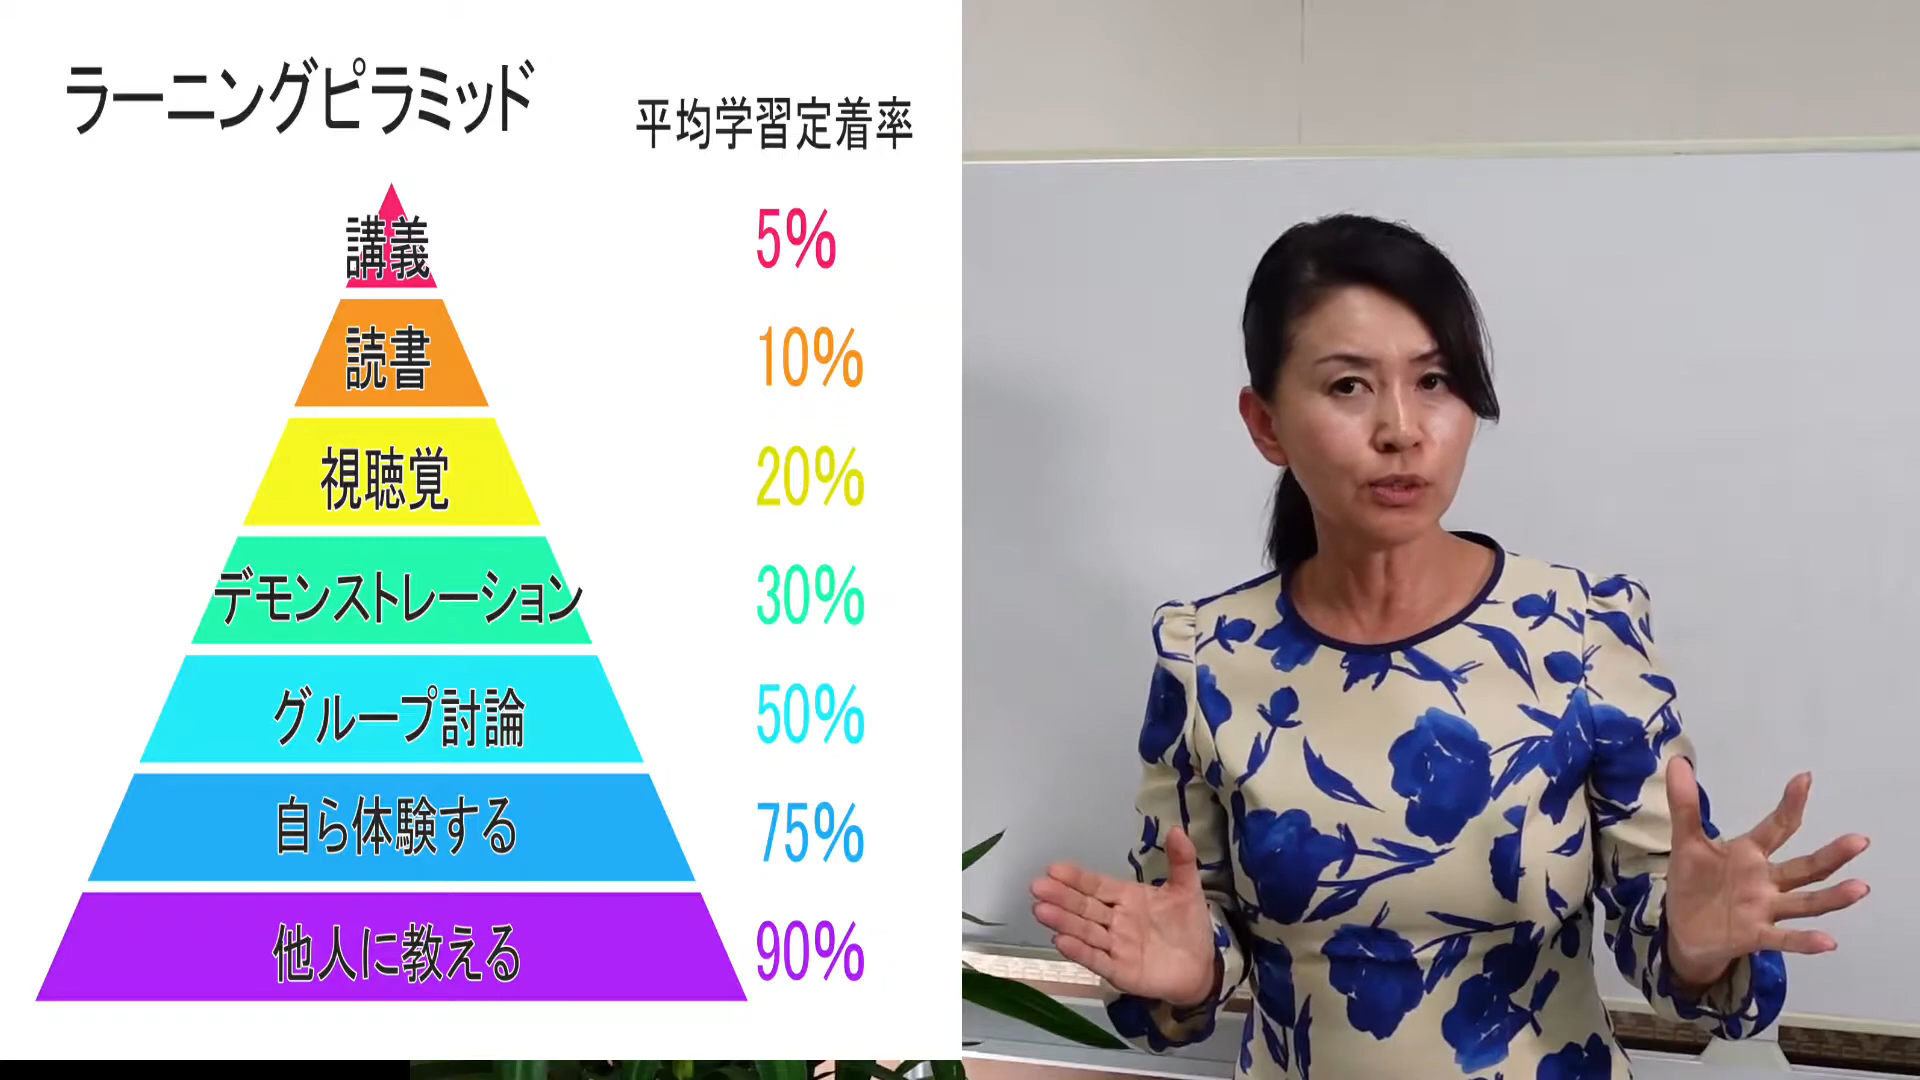 ラーニングピラミッド
平均学習定着率
講義 5%
読書 10%
視聴覚 20%
デモンストレーション 30%
グループ討論 50%
自ら体験する 75%
他人に教える 90%